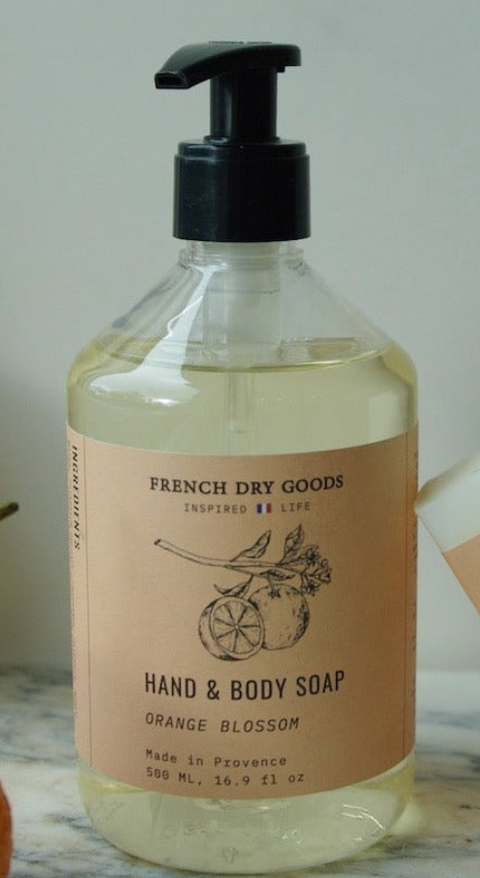 FRENCH DRY GOODS
INSPIRED LIFE
HAND & BODY SOAP
ORANGE BLOSSOM
Made in Provence
500 ML, 16.9 fl oz
INGREDIENTS